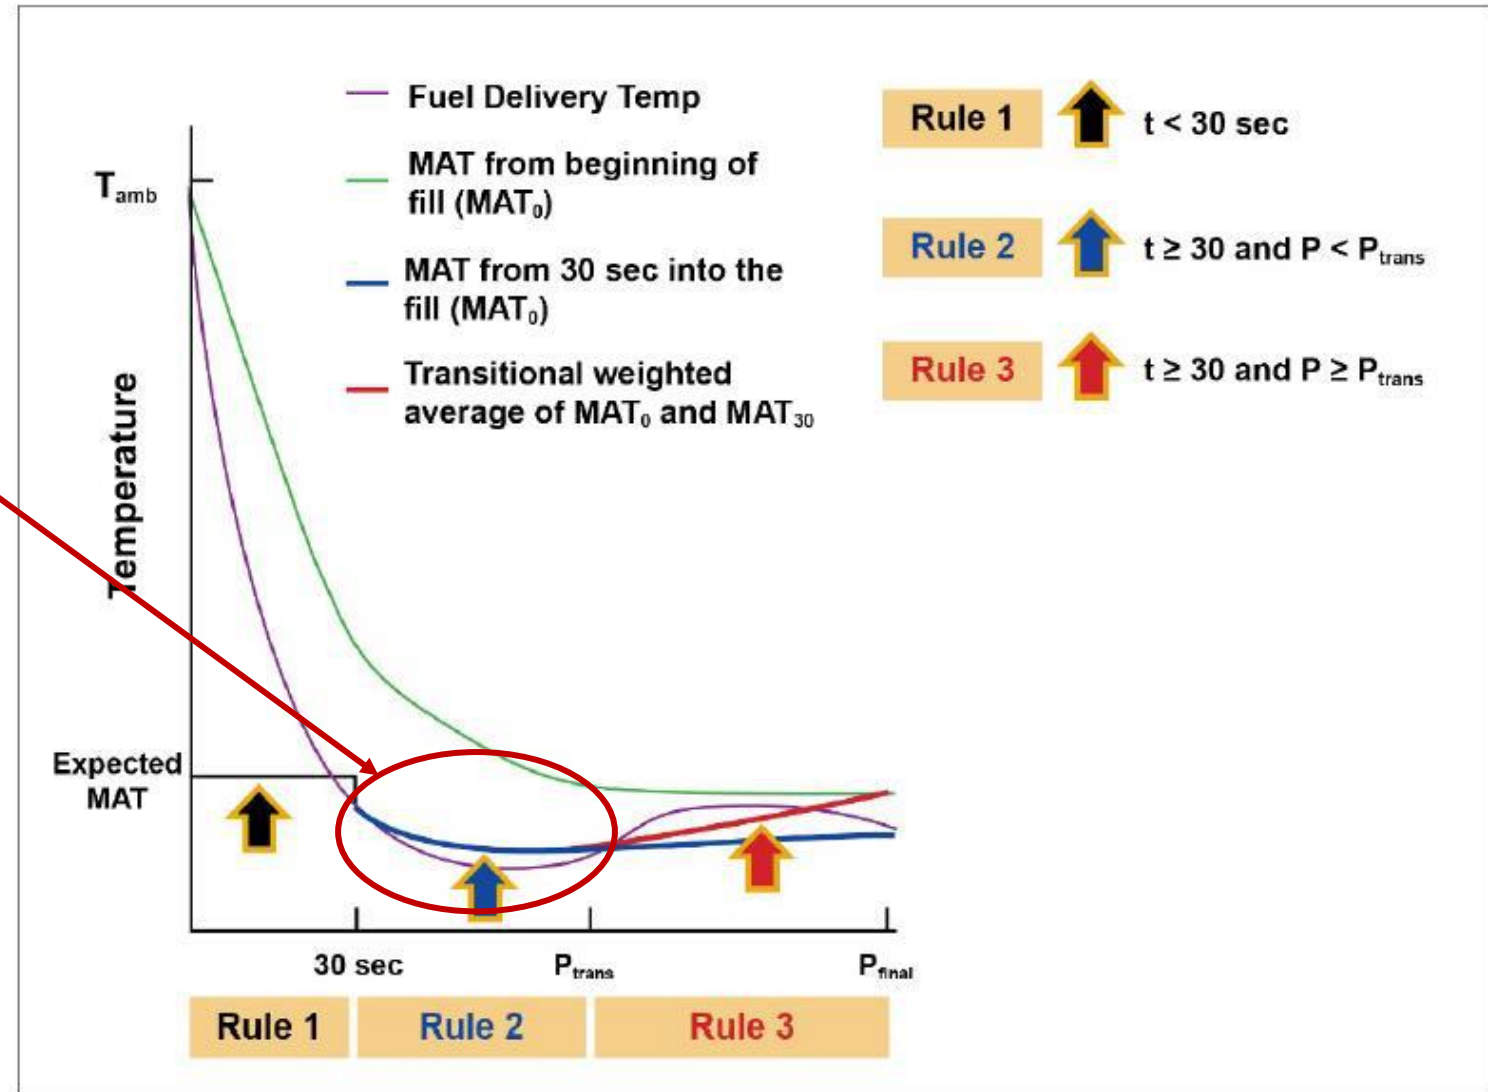 Fuel Delivery Temp
MAT from beginning of
fill (MAT₀)
MAT from 30 sec into the
fill (MAT₀)
Transitional weighted
average of MAT₀ and MAT₃₀
Rule 1
t < 30 sec
Rule 2
t ≥ 30 and P < Ptrans
Rule 3
t ≥ 30 and P ≥ Ptrans
Tamb
Temperature
Expected
MAT
30 sec
Ptrans
Pfinal
Rule 1
Rule 2
Rule 3